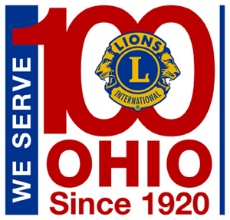 WE SERVE
100
LIONS
L
INTERNATIONAL
OHIO
Since 1920